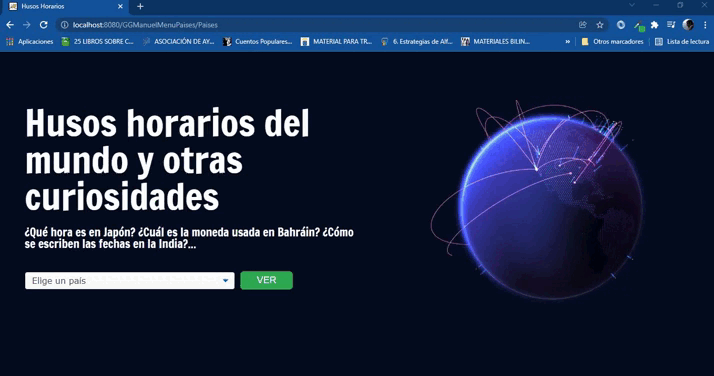 Husos Horarios
localhost:8080/GGManuelMenuPaises/Paises
Aplicaciones
25 LIBROS SOBRE C...
ASOCIACIÓN DE AY...
Cuentos Populares...
MATERIAL PARA TR...
6. Estrategias de Alf...
MATERIALES BILIN...
»
Otros marcadores
Lista de lectura
Husos horarios del
mundo y otras
curiosidades
¿Qué hora es en Japón? ¿Cuál es la moneda usada en Bahráin? ¿Cómo
se escriben las fechas en la India?...
Elige un país
VER